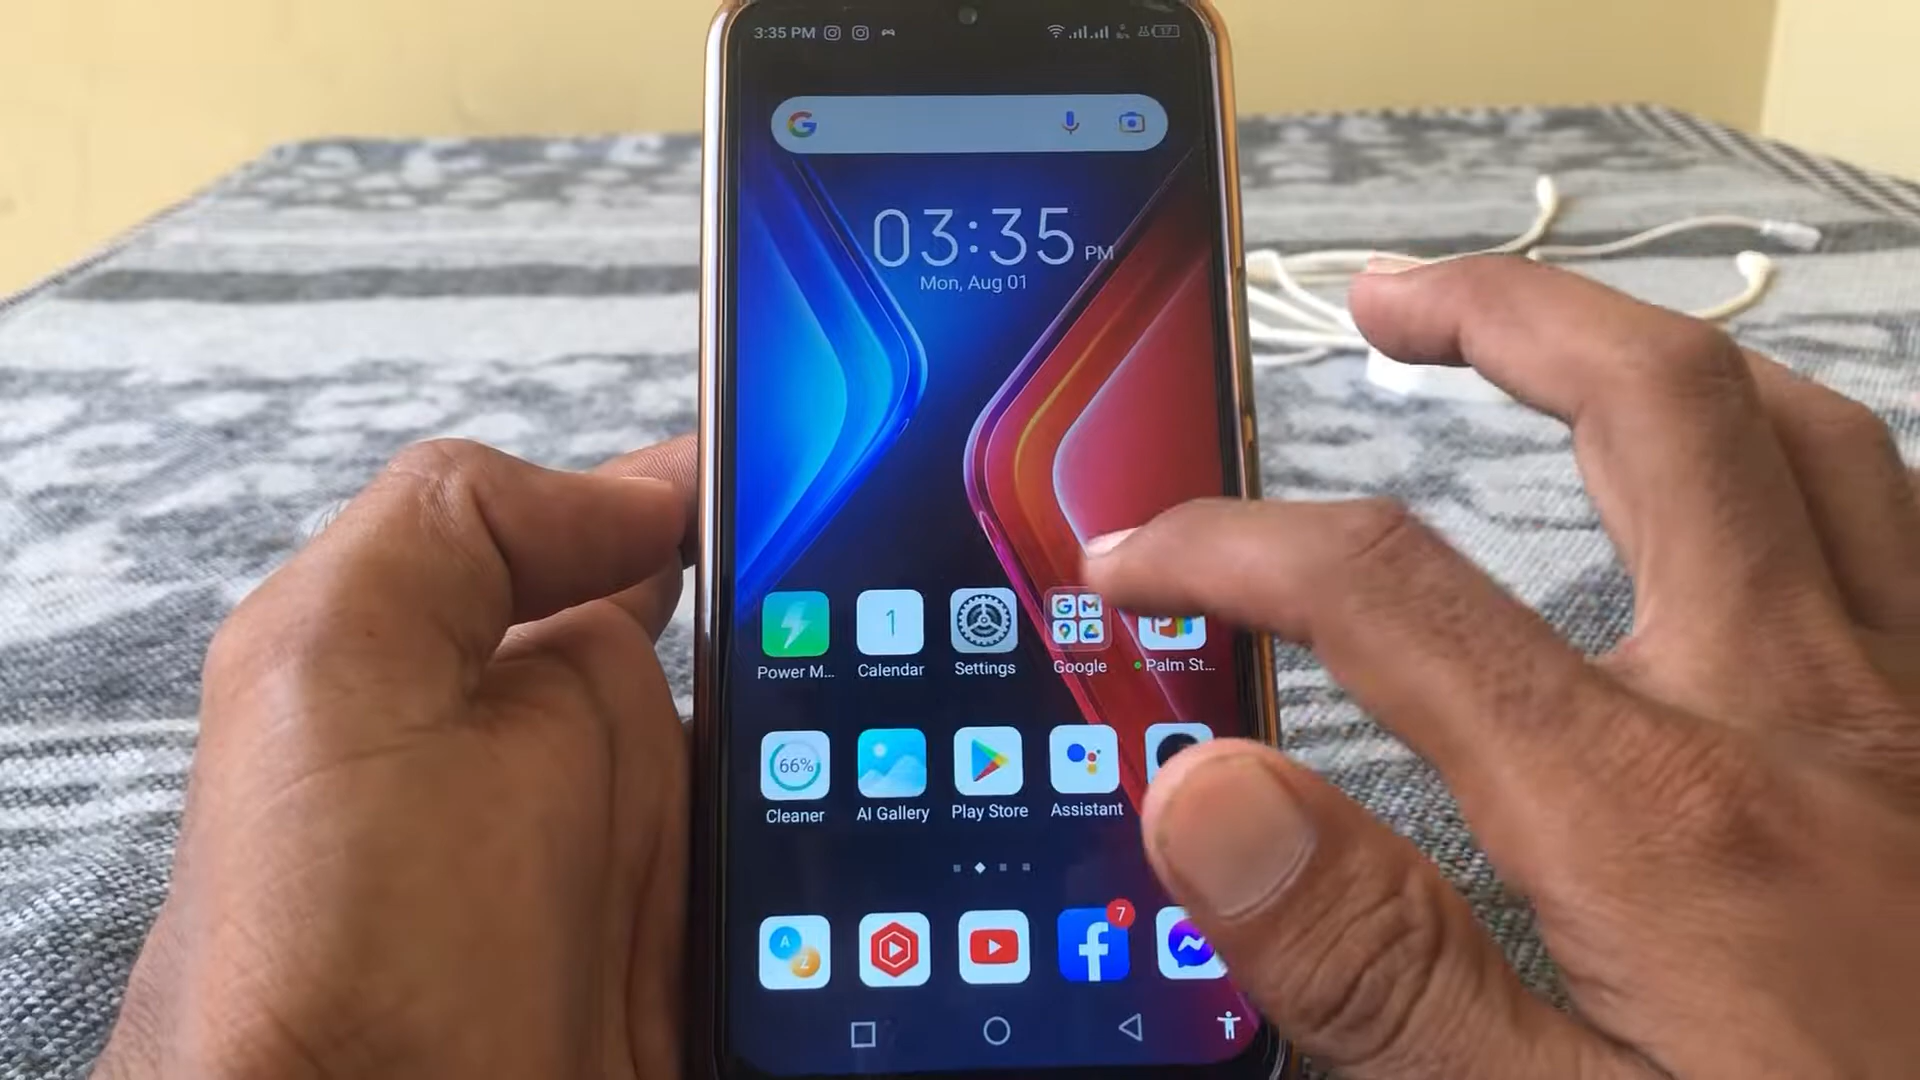 3:35 PM
17
03:35 PM
Mon, Aug 01
1
Power M...
Calendar
Settings
Google
Palm St...
66%
Cleaner
AI Gallery
Play Store
Assistant
7